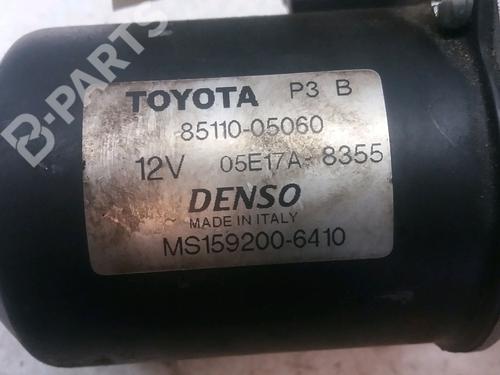 B-PARTS
TOYOTA P3 B
85110-05060
12V 05E17A-8355
DENSO
MADE IN ITALY
MS159200-6410